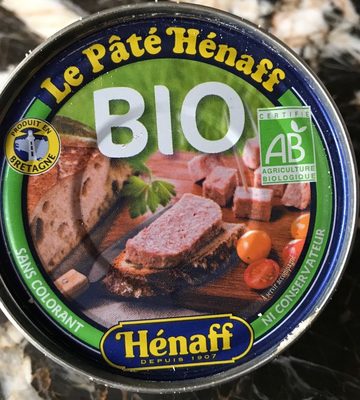 Le Pâté Hénaff
BIO
PRODUIT EN
BRETAGNE
CERTIFIÉ
AB
AGRICULTURE
BIOLOGIQUE
SANS COLORANT
NI CONSERVATEUR
Hénaff
DEPUIS 1907